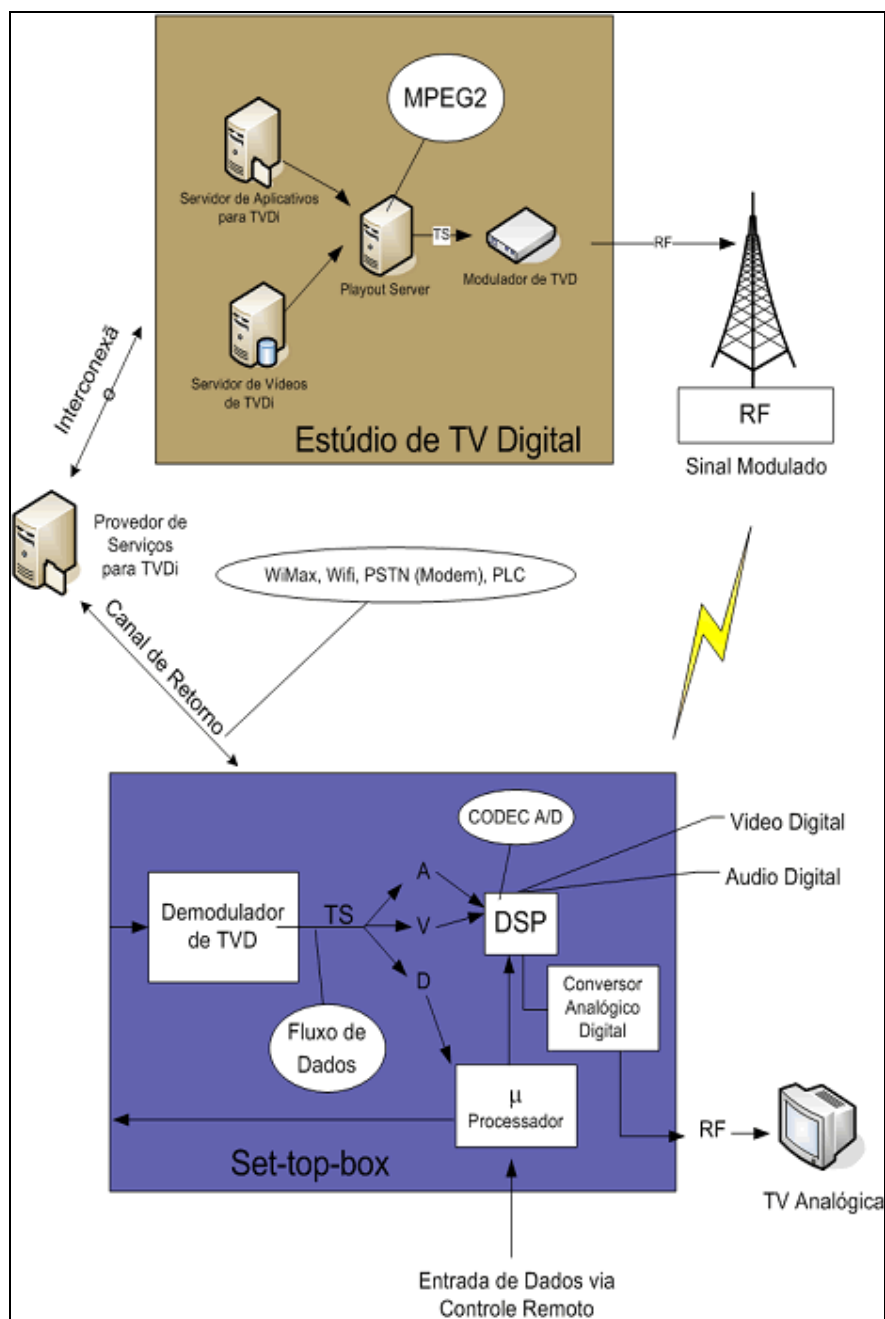 MPEG2
Servidor de Aplicativos
para TVDi
TS
RF
Playout Server
Modulador de TVD
Servidor de Vídeos
de TVDi
Estúdio de TV Digital
RF
Sinal Modulado
Interconexã
o
Provedor de
Serviços
para TVDi
WiMax, Wifi, PSTN (Modem), PLC
Canal de Retorno
CODEC A/D
Video Digital
Audio Digital
Demodulador
de TVD
TS
A
V
D
DSP
Conversor
Analógico
Digital
Fluxo de
Dados
µ
Processador
Set-top-box
RF
TV Analógica
Entrada de Dados via
Controle Remoto